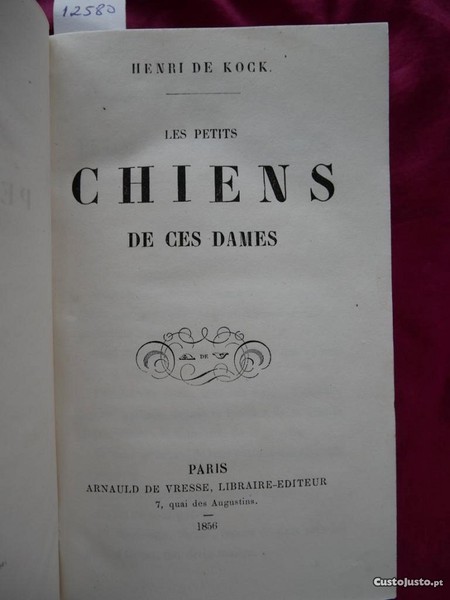 12580
HENRI DE KOCK.
LES PETITS
CHIENS
DE CES DAMES
A DE V
PARIS
ARNAULD DE VRESSE, LIBRAIRE-EDITEUR
7, quai des Augustins.
1856
CustoJusto.pt